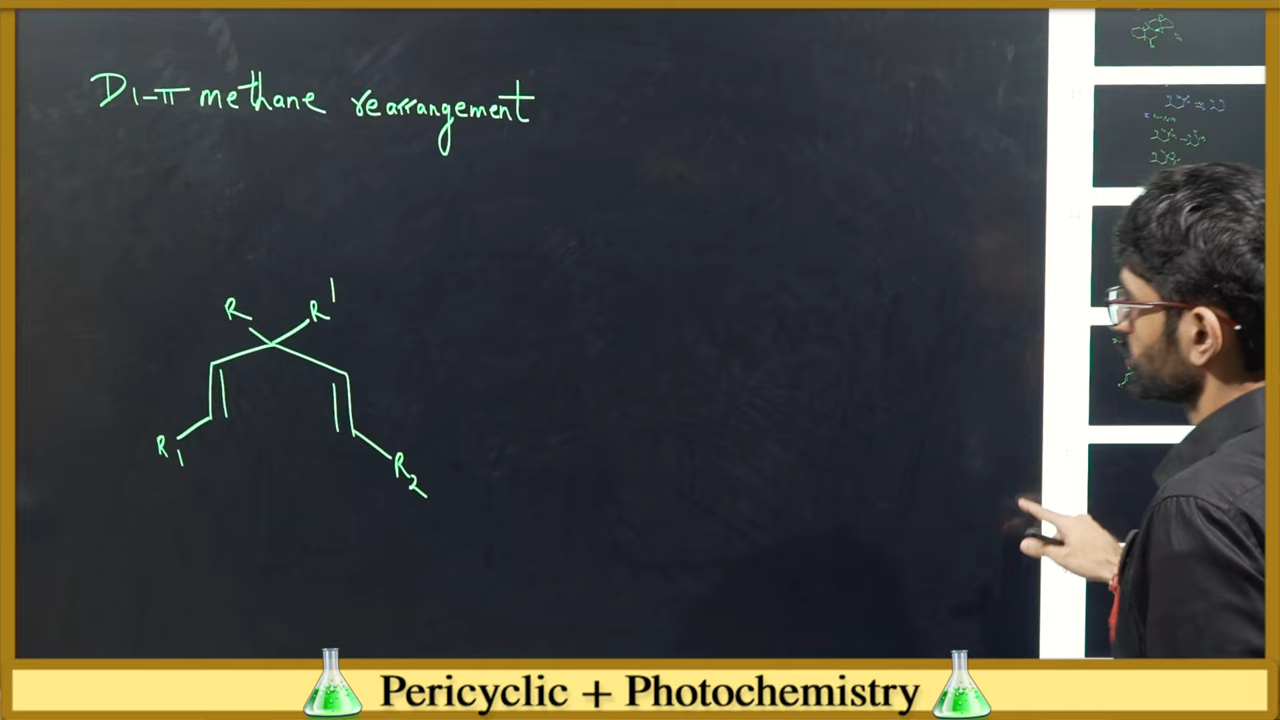 Di-π methane rearrangement
R R'
R1
R2
Pericyclic + Photochemistry